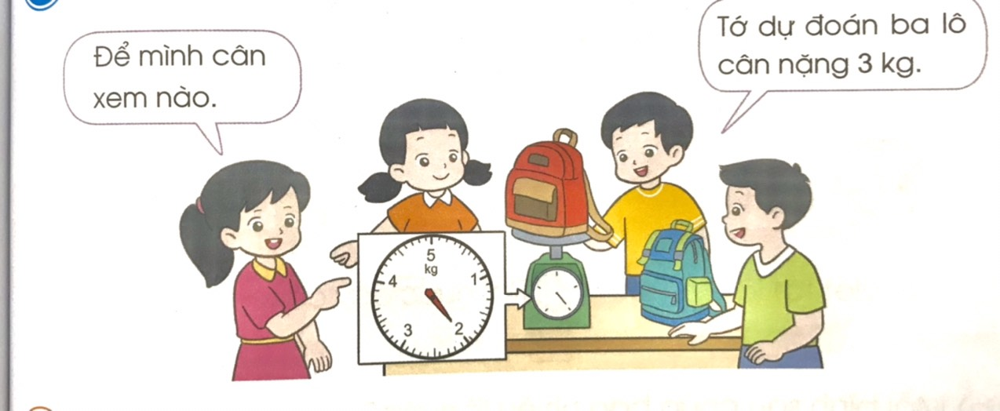 Để mình cân
xem nào.
Tớ dự đoán ba lô
cân nặng 3 kg.
5
kg
4
1
3
2